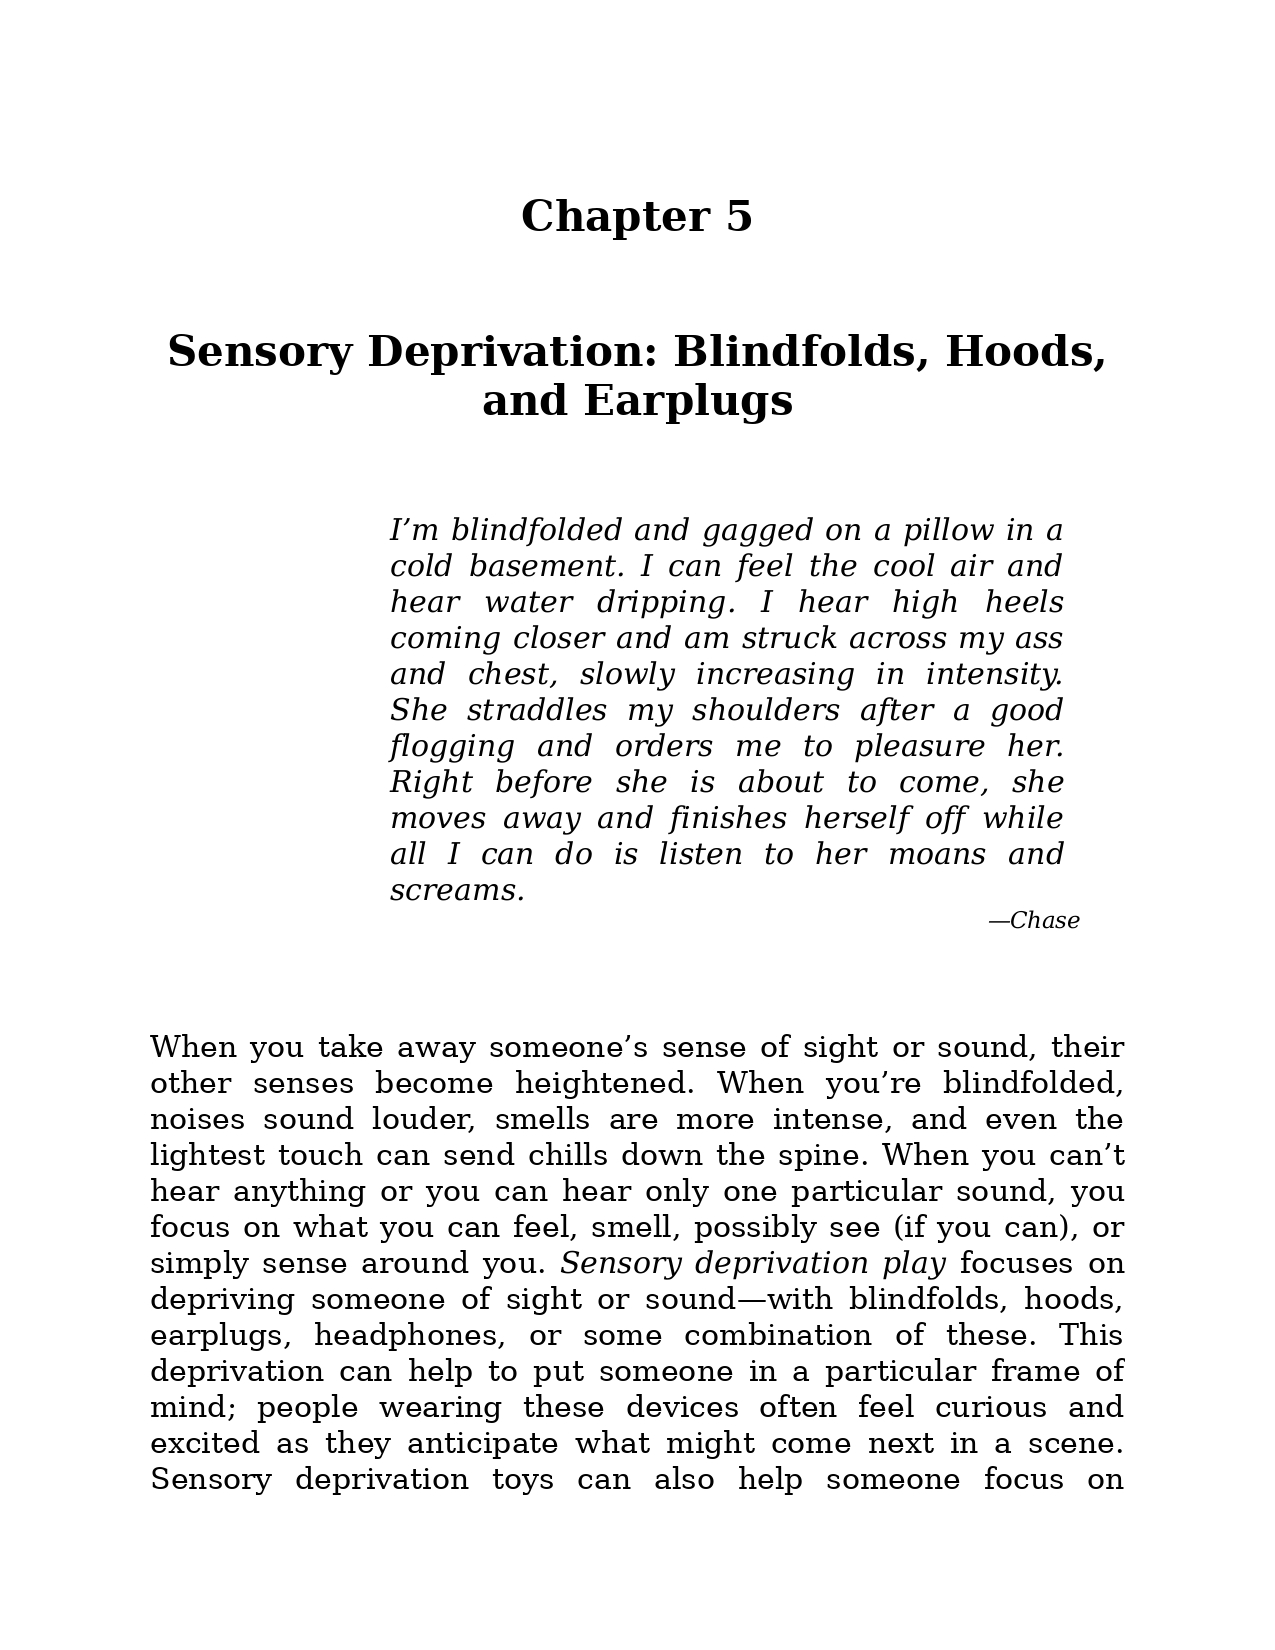 Chapter 5
Sensory Deprivation: Blindfolds, Hoods,
and Earplugs
I’m blindfolded and gagged on a pillow in a
cold basement. I can feel the cool air and
hear water dripping. I hear high heels
coming closer and am struck across my ass
and chest, slowly increasing in intensity.
She straddles my shoulders after a good
flogging and orders me to pleasure her.
Right before she is about to come, she
moves away and finishes herself off while
all I can do is listen to her moans and
screams.
—Chase
When you take away someone’s sense of sight or sound, their
other senses become heightened. When you’re blindfolded,
noises sound louder, smells are more intense, and even the
lightest touch can send chills down the spine. When you can’t
hear anything or you can hear only one particular sound, you
focus on what you can feel, smell, possibly see (if you can), or
simply sense around you. Sensory deprivation play focuses on
depriving someone of sight or sound—with blindfolds, hoods,
earplugs, headphones, or some combination of these. This
deprivation can help to put someone in a particular frame of
mind; people wearing these devices often feel curious and
excited as they anticipate what might come next in a scene.
Sensory deprivation toys can also help someone focus on